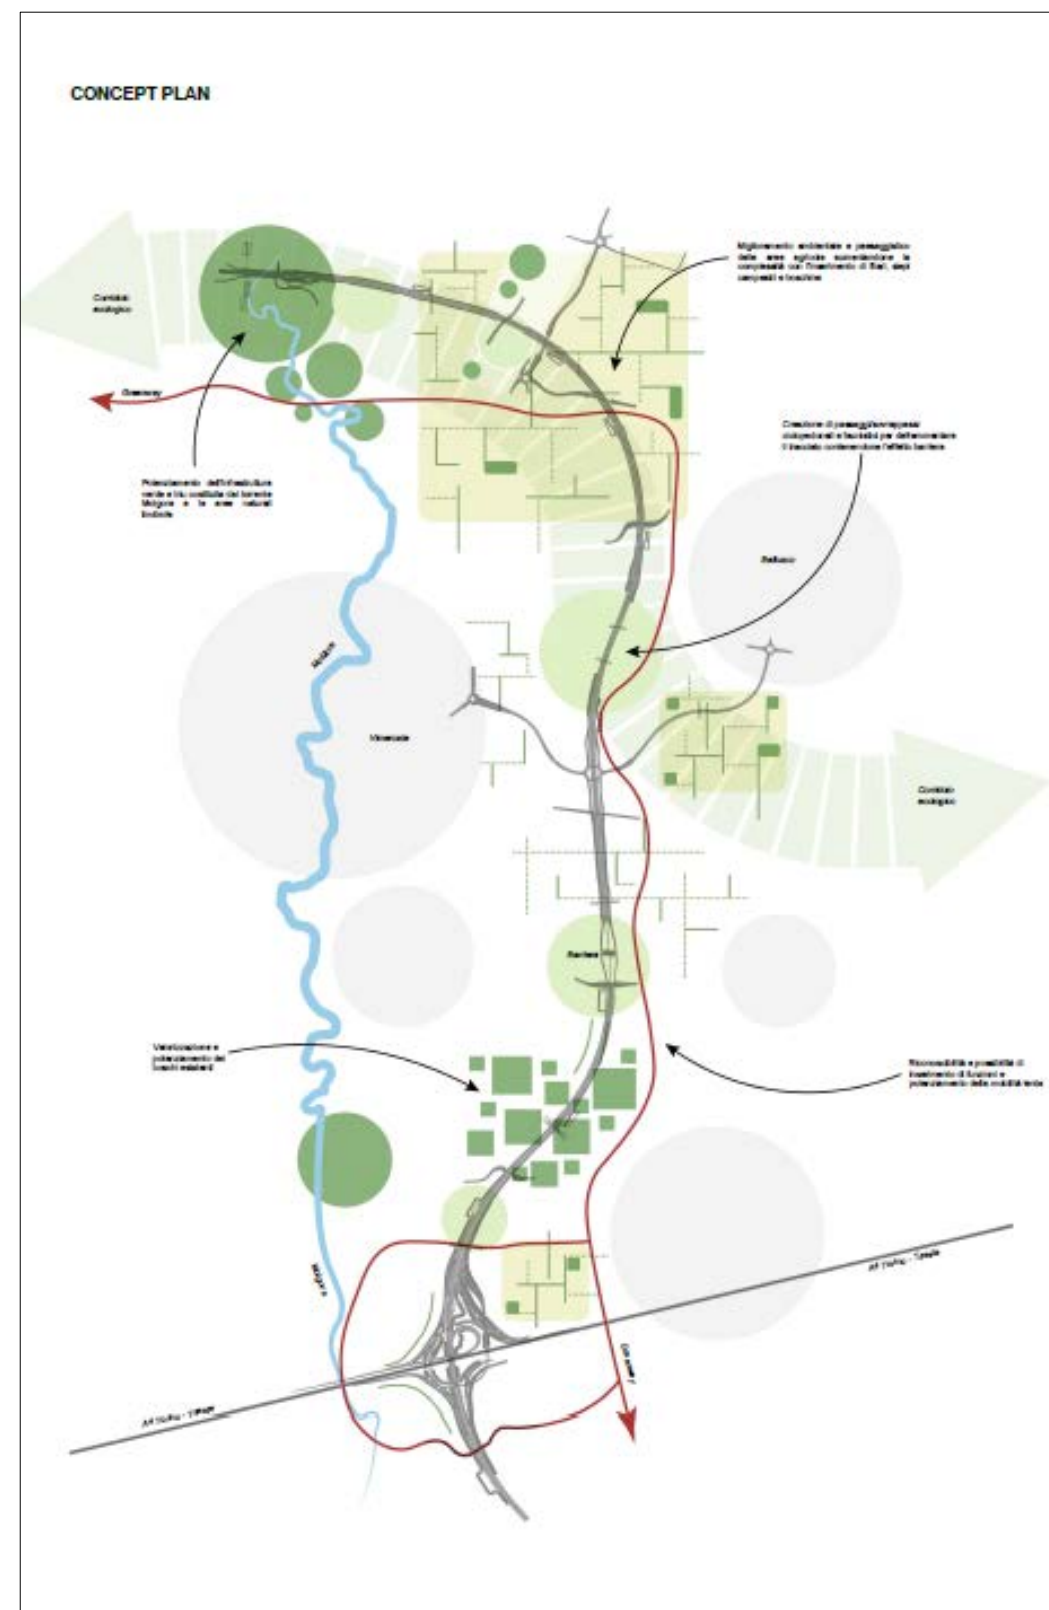 CONCEPT PLAN
Miglioramento ambientale e paesaggistico
delle aree agricole aumentandone la
complessità con l'inserimento di filari, siepi
campestri e boschine
Corridoio
ecologico
Greenway
Creazione di passaggi/sovrappassi
ciclopedonali e faunistici per deframmentare
il tracciato contenendone l'effetto barriera
Potenziamento dell'infrastruttura
verde e blu costituita dal torrente
Molgora e le aree naturali
limitrofe
Bellusco
Molgora
Vimercate
Corridoio
ecologico
Valorizzazione e
potenziamento dei
boschi esistenti
Riconoscibilità e possibilità di
inserimento di funzioni e
potenziamento della mobilità lenta
Molgora
A4 Torino - Trieste
Greenway
A4 Torino - Trieste